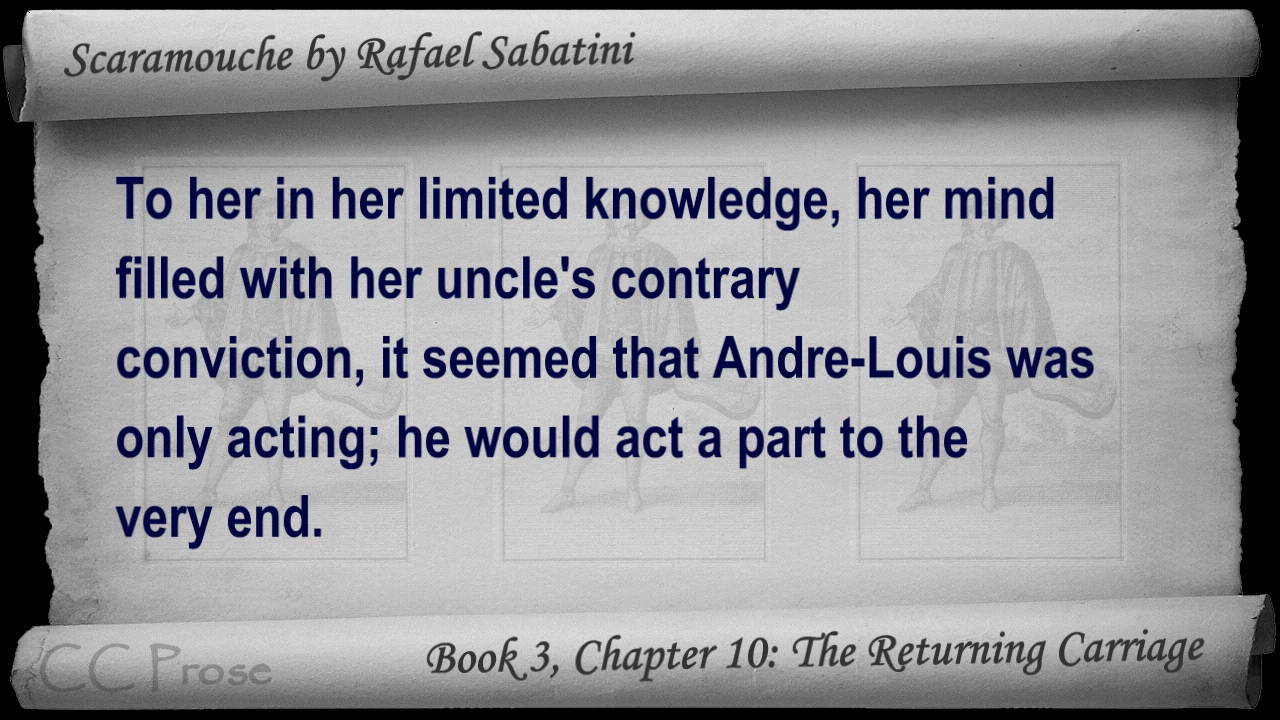 Scaramouche by Rafael Sabatini
To her in her limited knowledge, her mind
filled with her uncle's contrary
conviction, it seemed that Andre-Louis was
only acting; he would act a part to the
very end.
CC Prose
Book 3, Chapter 10: The Returning Carriage